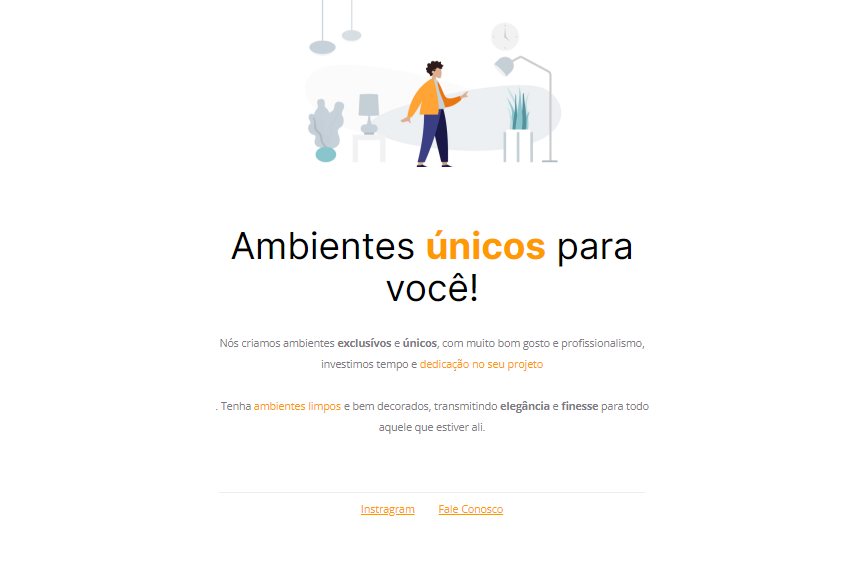 Ambientes únicos para
você!
Nós criamos ambientes exclusívos e únicos, com muito bom gosto e profissionalismo,
investimos tempo e dedicação no seu projeto
. Tenha ambientes limpos e bem decorados, transmitindo elegância e finesse para todo
aquele que estiver ali.
Instragram Fale Conosco